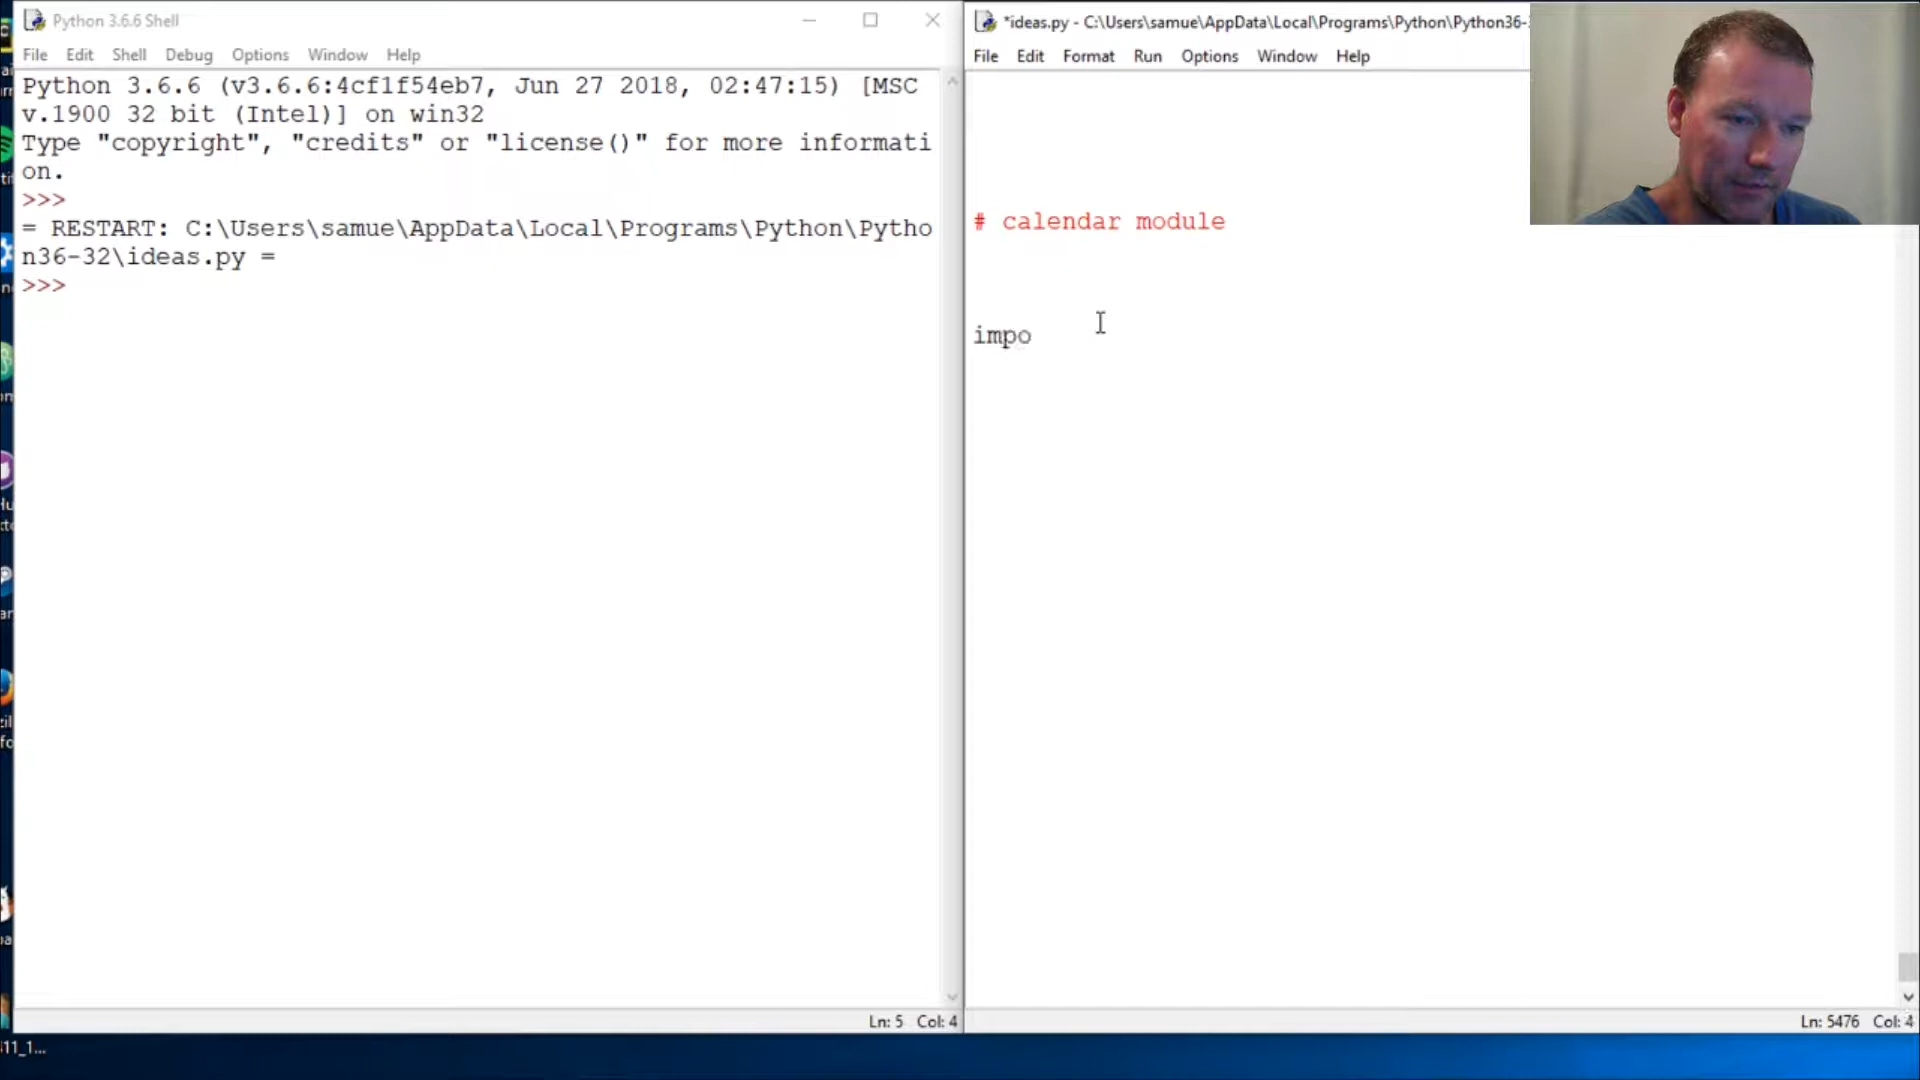 Python 3.6.6 Shell
File Edit Shell Debug Options Window Help
Python 3.6.6 (v3.6.6:4cf1f54eb7, Jun 27 2018, 02:47:15) [MSC
v.1900 32 bit (Intel)] on win32
Type "copyright", "credits" or "license()" for more informati
on.
>>>
= RESTART: C:\Users\samue\AppData\Local\Programs\Python\Pytho
n36-32\ideas.py =
>>>
Ln: 5 Col: 4
*ideas.py - C:\Users\samue\AppData\Local\Programs\Python\Python36-
File Edit Format Run Options Window Help
# calendar module
impo
Ln: 5476 Col: 4
11_1...